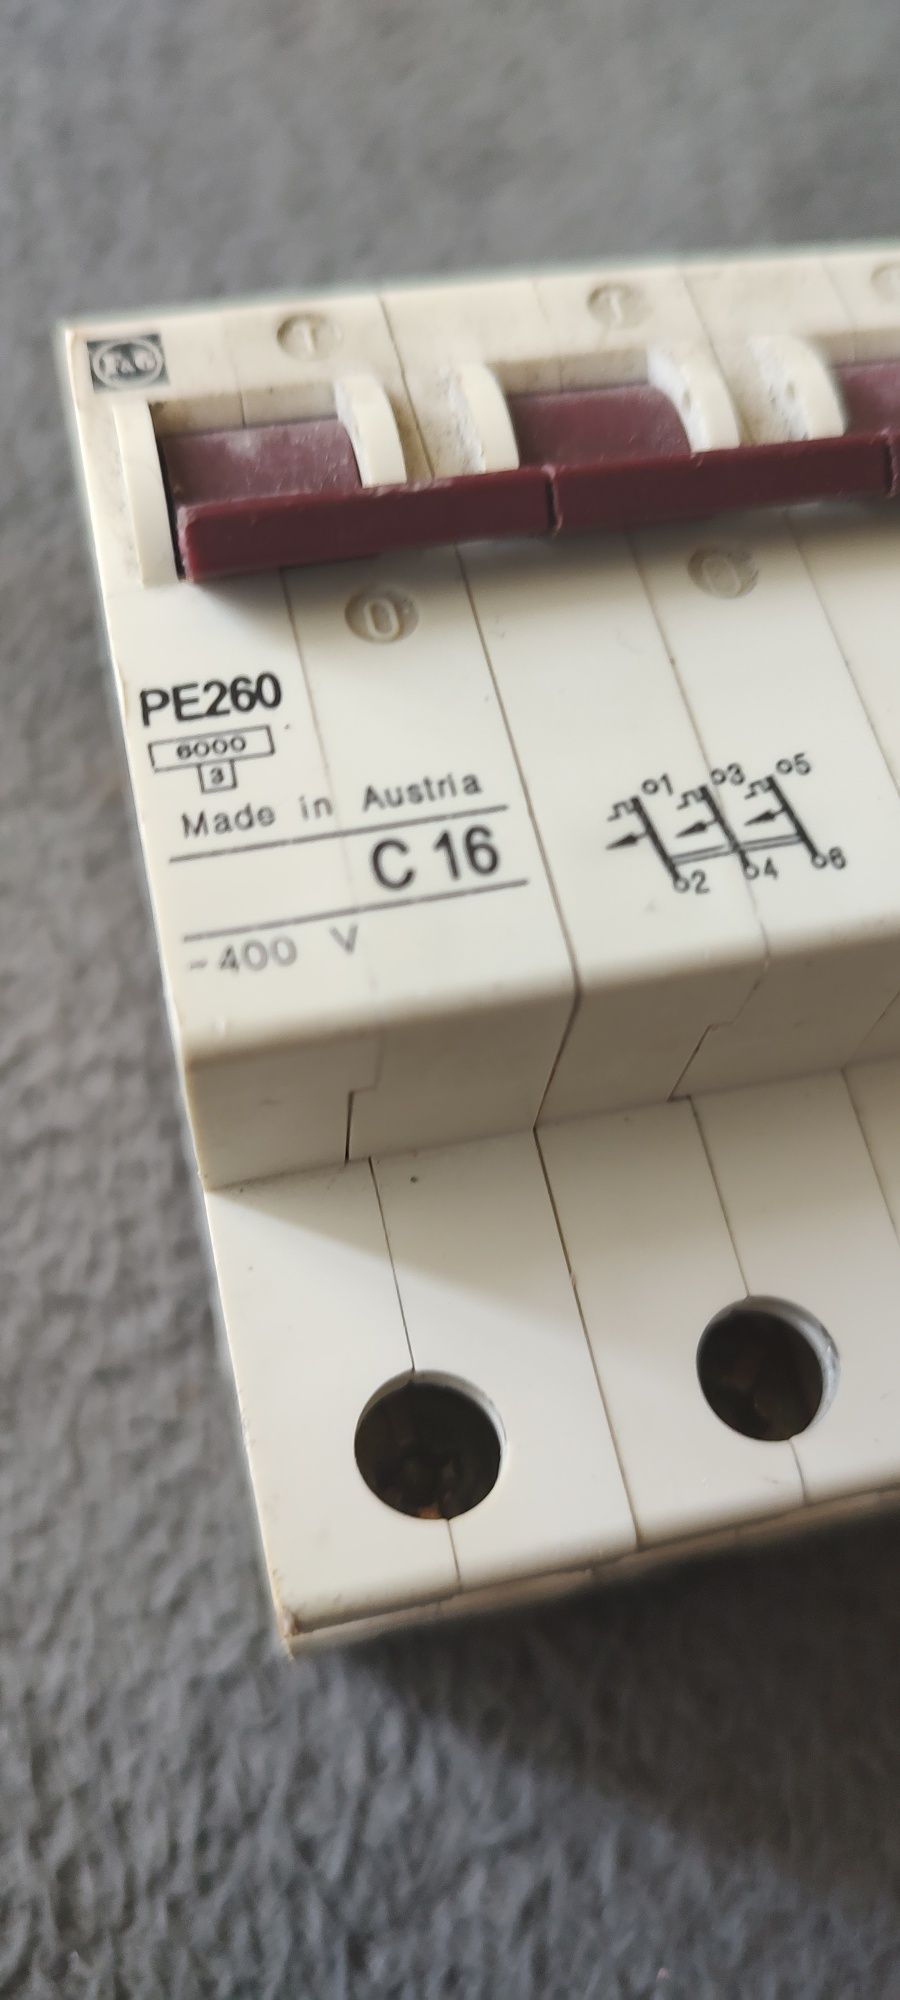 F&G
I I
O O
PE260
6000
3
Made in Austria
C 16
~400 V
1 3 5
2 4 6